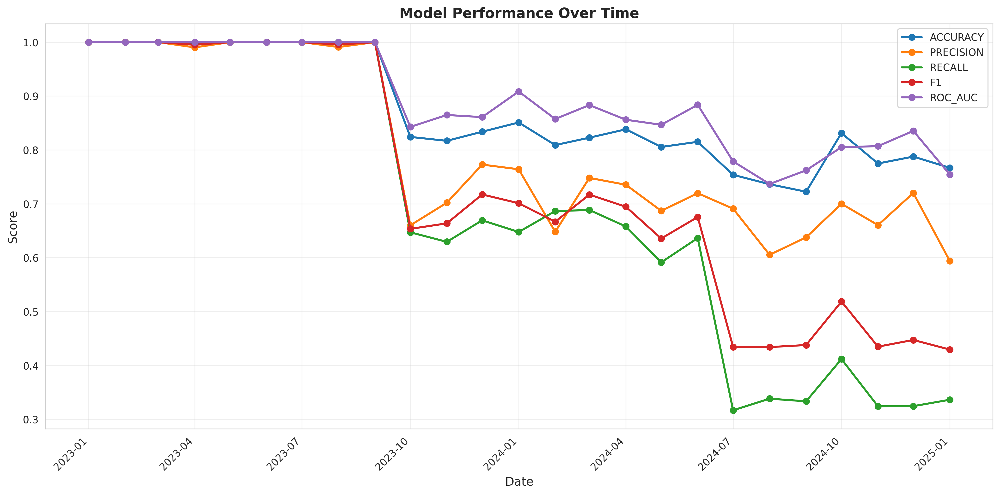 Model Performance Over Time
ACCURACY
PRECISION
RECALL
F1
ROC_AUC
Score
1.0
0.9
0.8
0.7
0.6
0.5
0.4
0.3
2023-01
2023-04
2023-07
2023-10
2024-01
2024-04
2024-07
2024-10
2025-01
Date